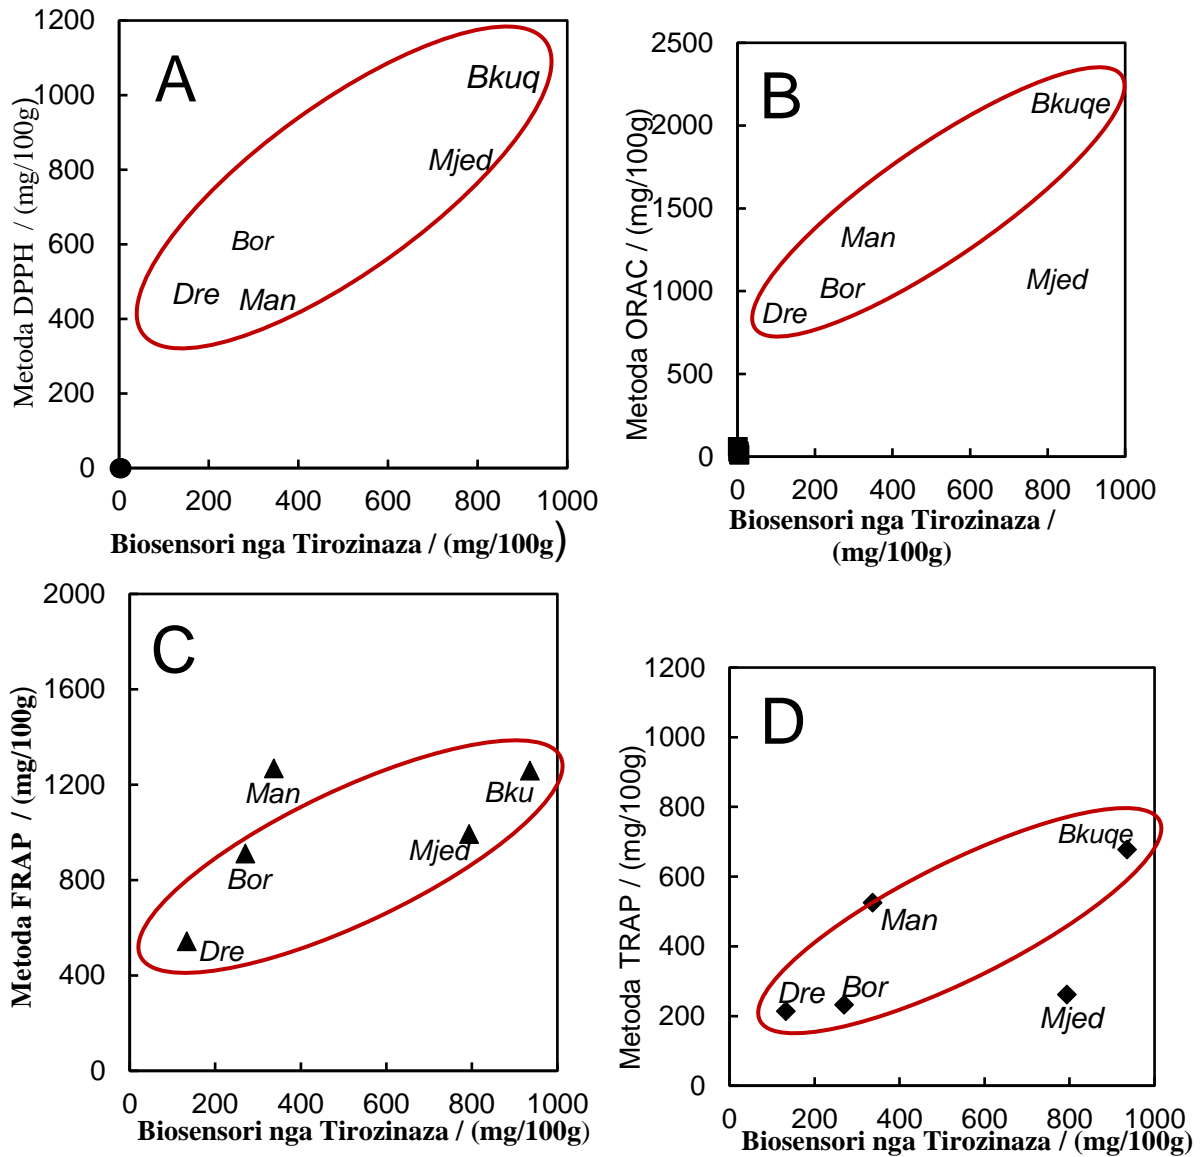 A
Metoda DPPH / (mg/100g)
1200
1000
800
600
400
200
0
Bkuq
Mjed
Bor
Dre
Man
0 200 400 600 800 1000
Biosensori nga Tirozinaza / (mg/100g)
B
Metoda ORAC / (mg/100g)
2500
2000
1500
1000
500
0
Bkuqe
Man
Mjed
Bor
Dre
0 200 400 600 800 1000
Biosensori nga Tirozinaza /
(mg/100g)
C
Metoda FRAP / (mg/100g)
2000
1600
1200
800
400
0
Man
Bku
Mjed
Bor
Dre
0 200 400 600 800 1000
Biosensori nga Tirozinaza / (mg/100g)
D
Metoda TRAP / (mg/100g)
1200
1000
800
600
400
200
0
Bkuqe
Man
Dre
Bor
Mjed
0 200 400 600 800 1000
Biosensori nga Tirozinaza / (mg/100g)